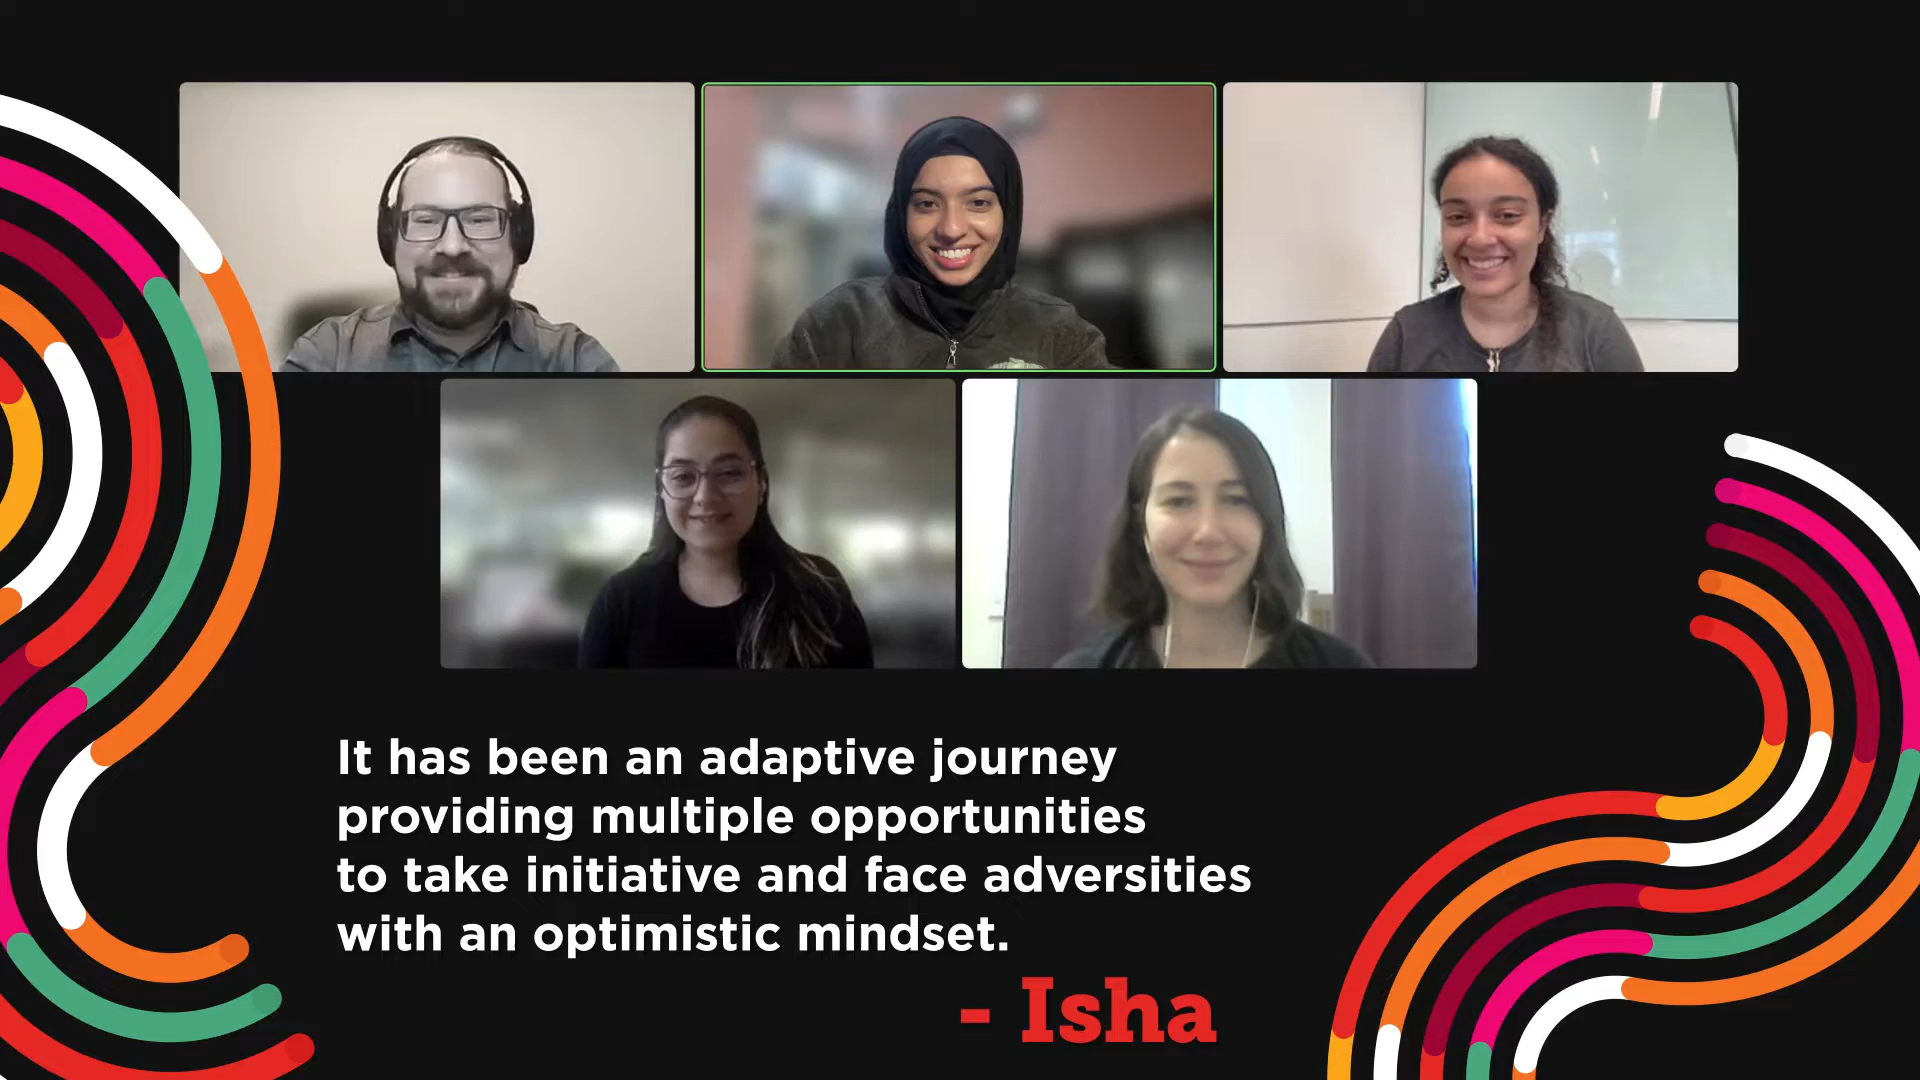 It has been an adaptive journey
providing multiple opportunities
to take initiative and face adversities
with an optimistic mindset.
- Isha